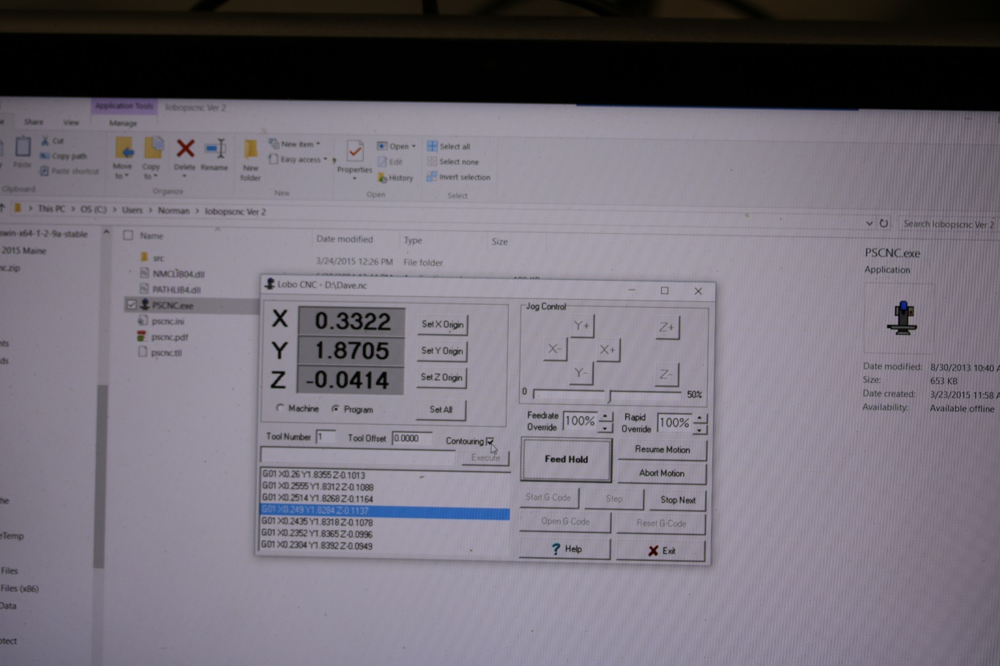 Application Tools
lobopscnc Ver 2
Share
View
Manage
Cut
Copy path
Paste
Paste shortcut
Clipboard
Move to
Copy to
Delete
Rename
Organize
New folder
New item
Easy access
New
Properties
Open
Edit
History
Open
Select all
Select none
Invert selection
Select
This PC > OS (C:) > Users > Norman > lobopscnc Ver 2
Search lobopscnc Ver 2
swin-x64-1-2-9a-stable
2015 Maine
nc.zip
nts
ds
he
eTemp
Files
Files (x86)
Data
otect
Name
Date modified
Type
Size
src
3/24/2015 12:26 PM
File folder
NMCLIB04.dll
PATHLIB4.dll
PSCNC.exe
pscnc.ini
pscnc.pdf
pscnc.tll
PSCNC.exe
Application
Date modified: 8/30/2013 10:40 A
Size: 653 KB
Date created: 3/23/2015 11:58 A
Availability: Available offline
Lobo CNC - D:\Dave.nc
X 0.3322 Set X Origin
Y 1.8705 Set Y Origin
Z -0.0414 Set Z Origin
Machine
Program
Set All
Tool Number 1
Tool Offset 0.0000
Contouring
Execute
G01 X0.26 Y1.8355 Z-0.1013
G01 X0.2555 Y1.8312 Z-0.1088
G01 X0.2514 Y1.8268 Z-0.1164
G01 X0.249 Y1.8284 Z-0.1137
G01 X0.2435 Y1.8318 Z-0.1078
G01 X0.2352 Y1.8365 Z-0.0996
G01 X0.2304 Y1.8392 Z-0.0949
Jog Control
Y+
Z+
X-
X+
Y-
Z-
0
50%
Feedrate Override 100%
Rapid Override 100%
Feed Hold
Resume Motion
Abort Motion
Start G-Code
Step
Stop Next
Open G-Code
Reset G-Code
? Help
Exit